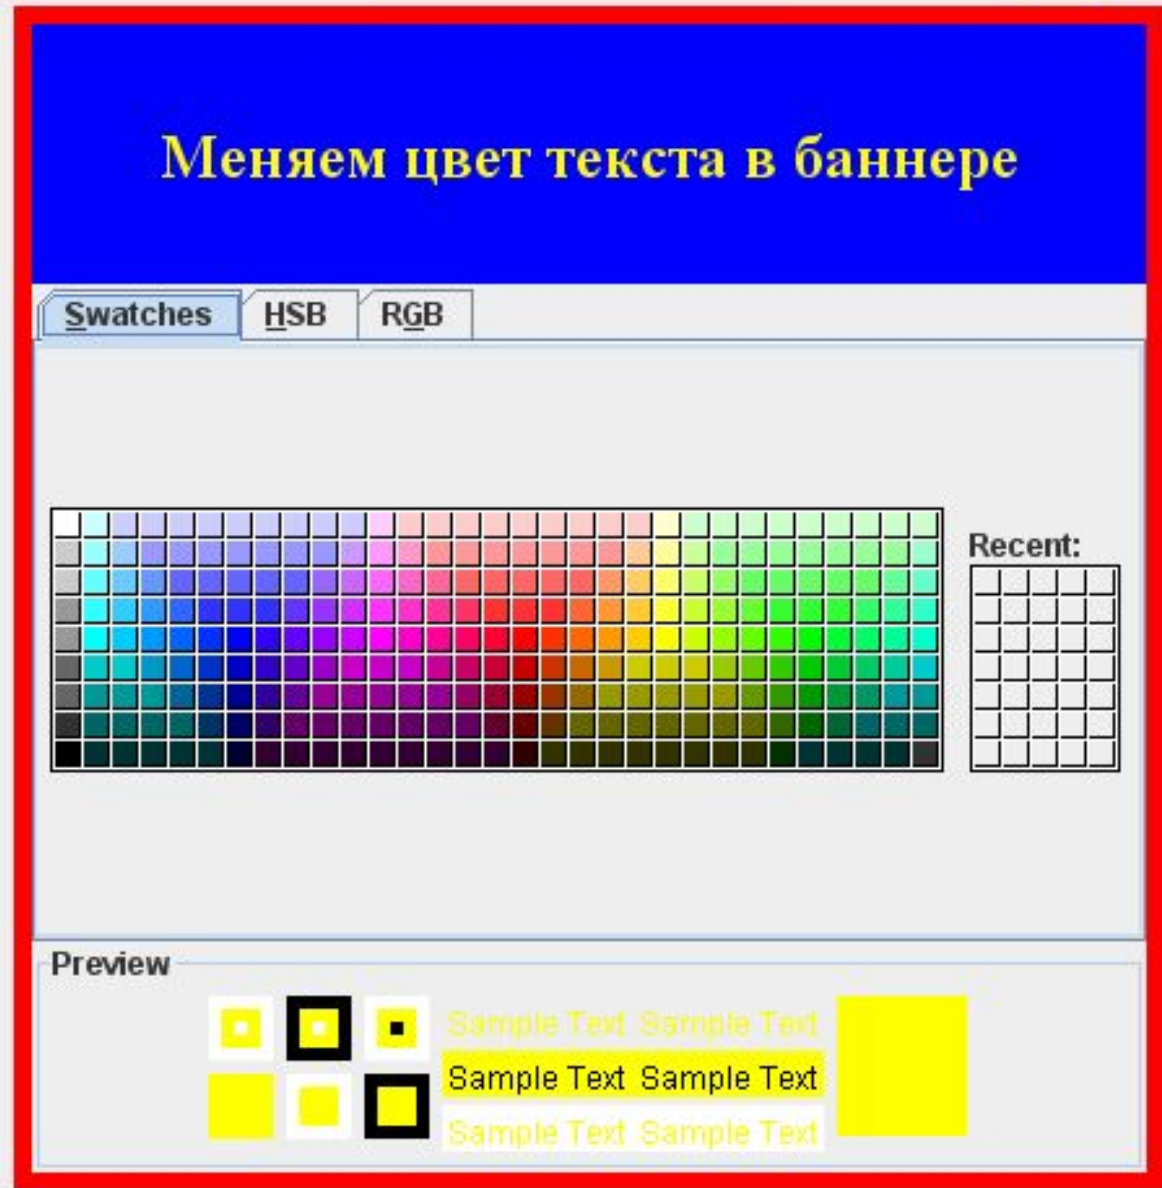 Меняем цвет текста в баннере
Swatches HSB RGB
Recent:
Preview
Sample Text Sample Text
Sample Text Sample Text
Sample Text Sample Text